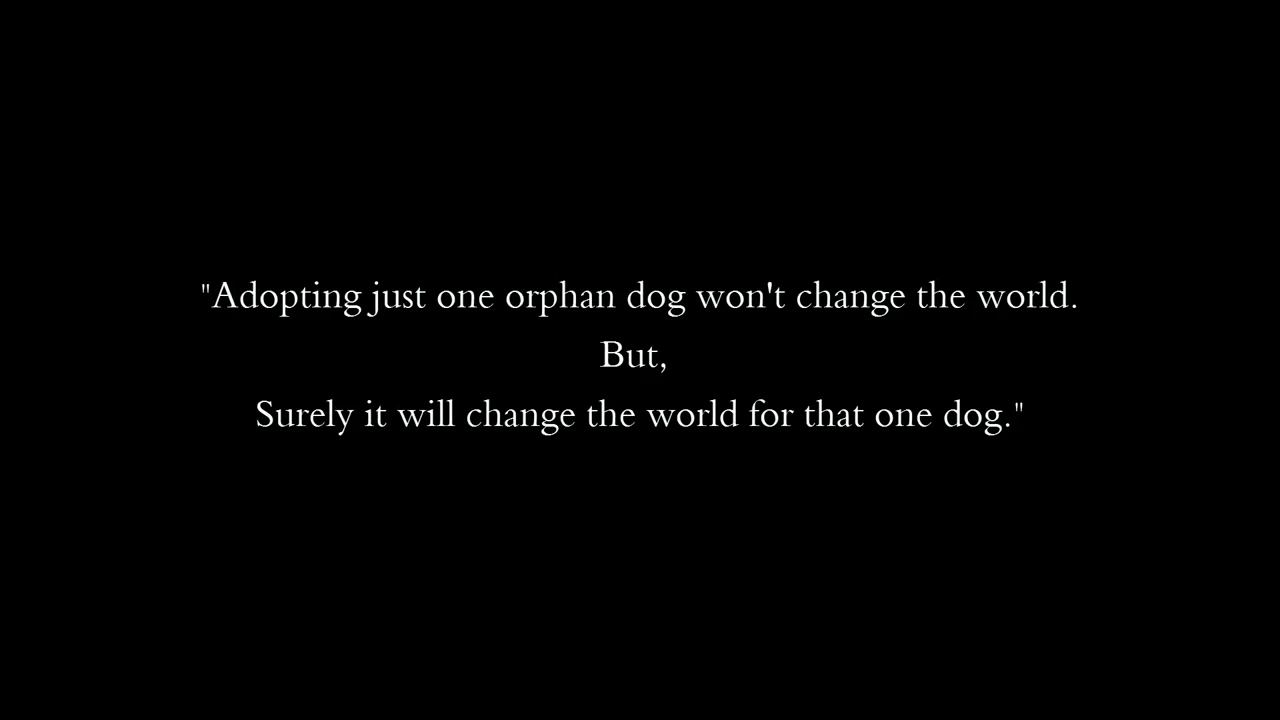 "Adopting just one orphan dog won't change the world.
But,
Surely it will change the world for that one dog."